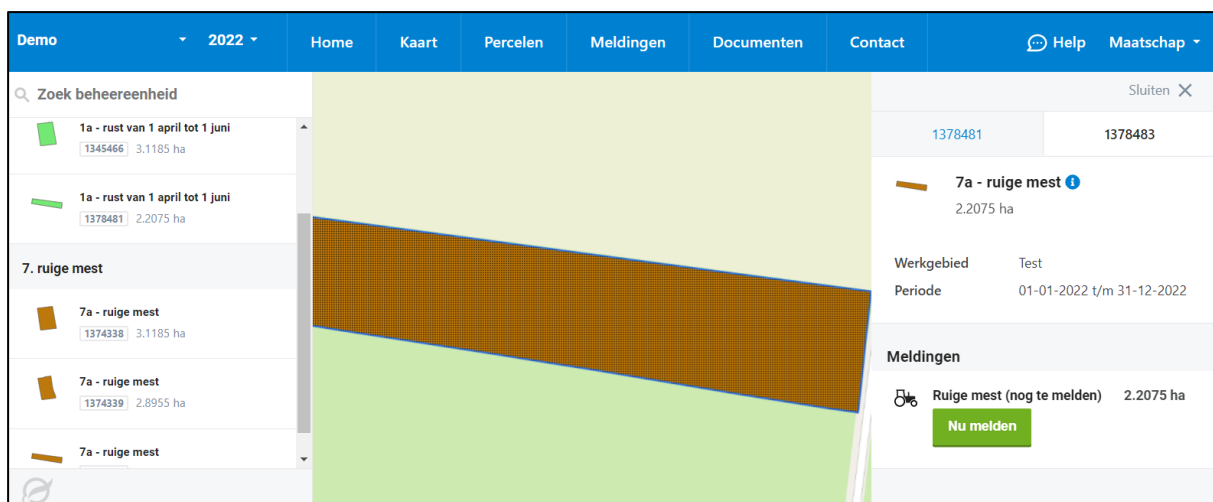 Demo 2022 Home Kaart Percelen Meldingen Documenten Contact Help Maatschap
Zoek beheereenheid
1a - rust van 1 april tot 1 juni
1345466 3.1185 ha
1a - rust van 1 april tot 1 juni
1378481 2.2075 ha
7. ruige mest
7a - ruige mest
1374338 3.1185 ha
7a - ruige mest
1374339 2.8955 ha
7a - ruige mest
Sluiten
1378481 1378483
7a - ruige mest
2.2075 ha
Werkgebied Test
Periode 01-01-2022 t/m 31-12-2022
Meldingen
Ruige mest (nog te melden) 2.2075 ha
Nu melden